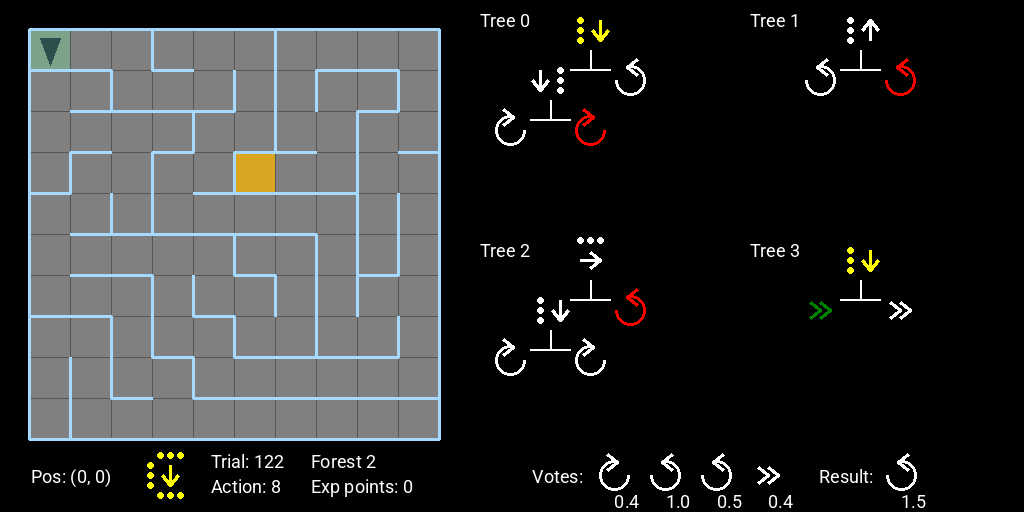 Tree 0
Tree 1
Tree 2
Tree 3
Pos: (0, 0)
Trial: 122
Forest 2
Action: 8
Exp points: 0
Votes:
0.4
1.0
0.5
0.4
Result:
1.5